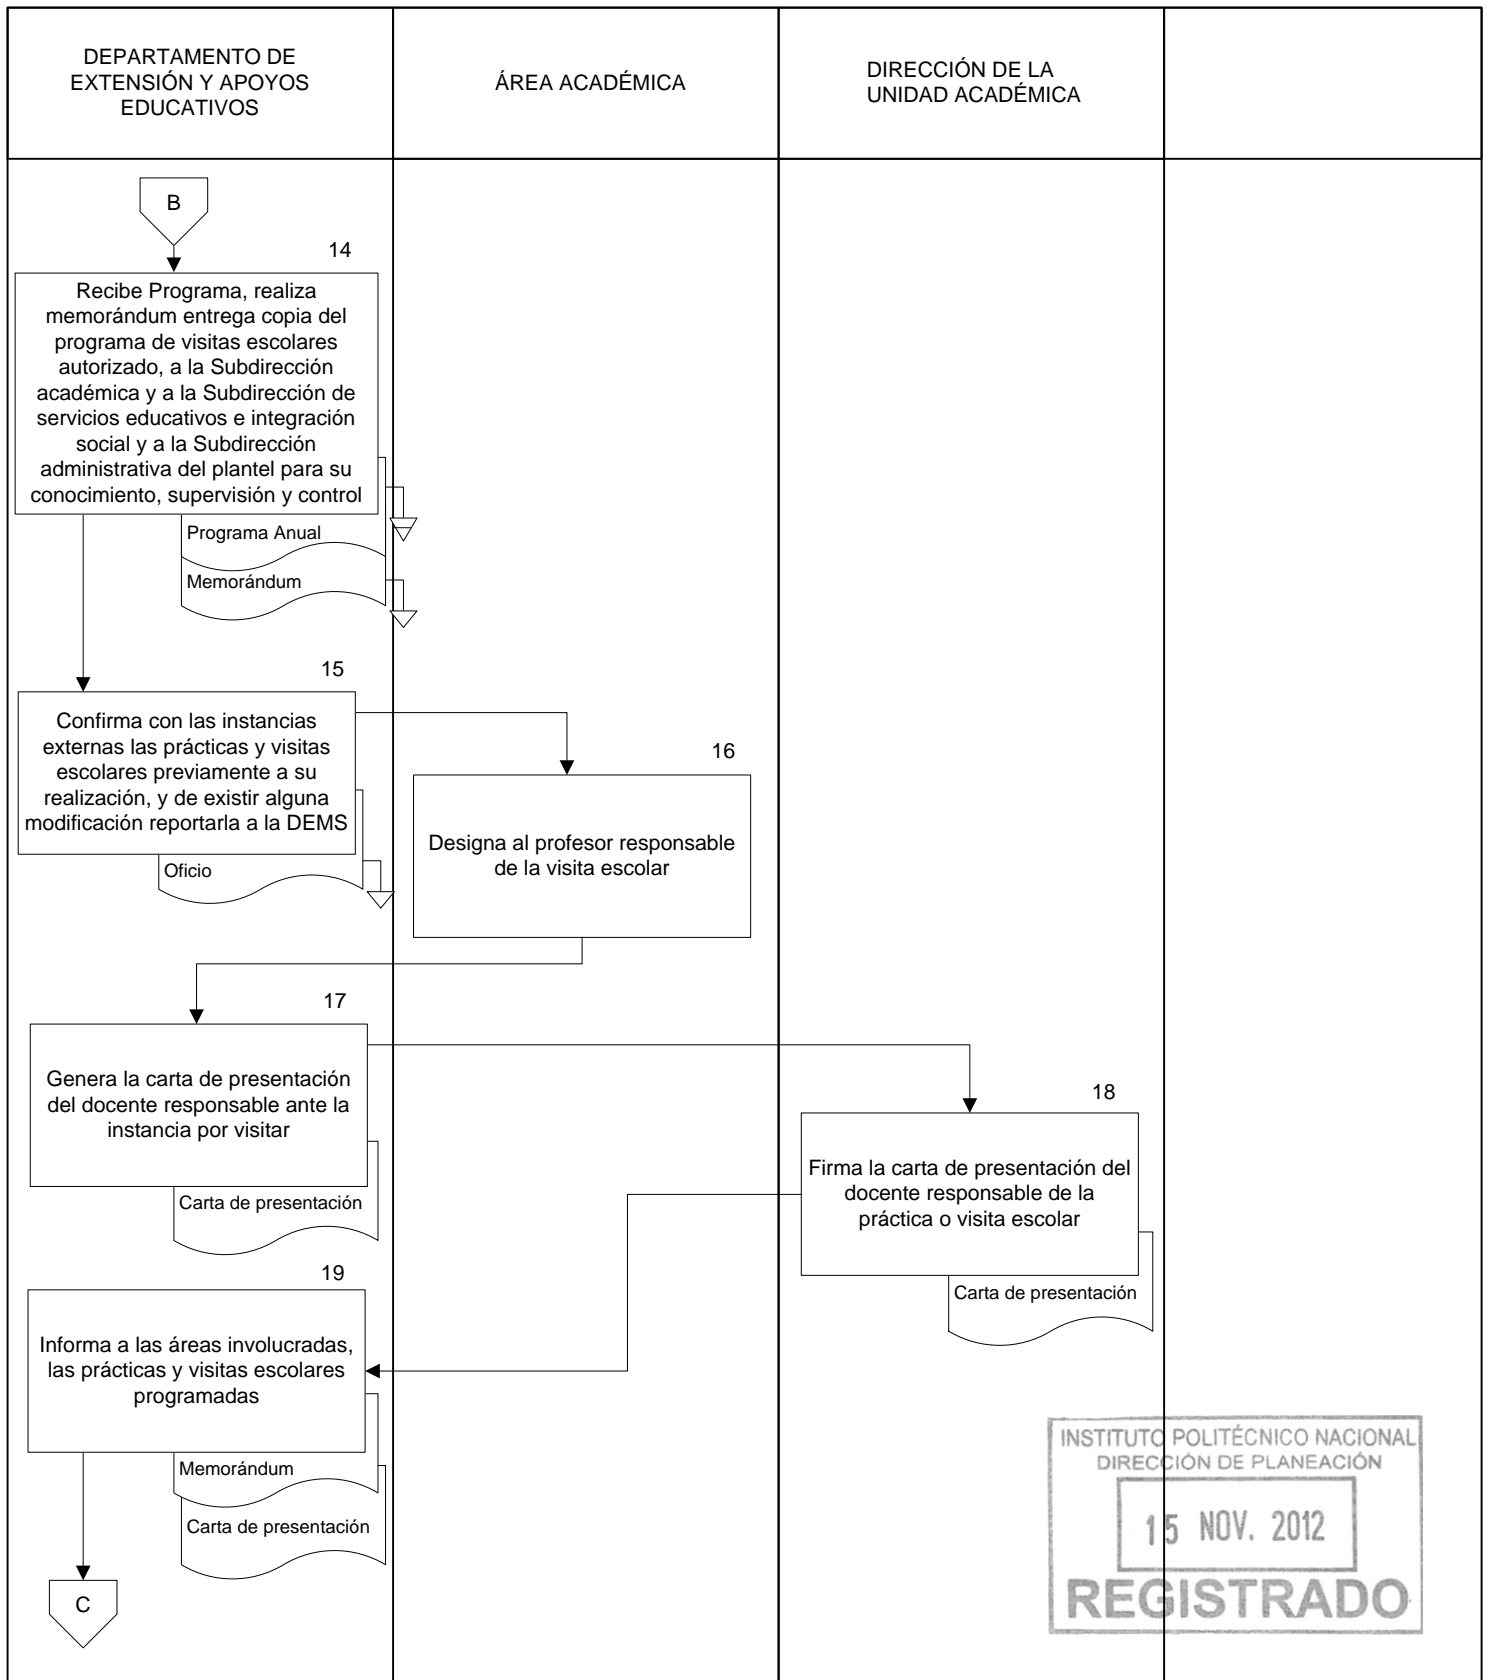 DEPARTAMENTO DE
EXTENSIÓN Y APOYOS
EDUCATIVOS
ÁREA ACADÉMICA
DIRECCIÓN DE LA
UNIDAD ACADÉMICA
B
14
Recibe Programa, realiza
memorándum entrega copia del
programa de visitas escolares
autorizado, a la Subdirección
académica y a la Subdirección de
servicios educativos e integración
social y a la Subdirección
administrativa del plantel para su
conocimiento, supervisión y control
Programa Anual
Memorándum
15
Confirma con las instancias
externas las prácticas y visitas
escolares previamente a su
realización, y de existir alguna
modificación reportarla a la DEMS
Oficio
16
Designa al profesor responsable
de la visita escolar
17
Genera la carta de presentación
del docente responsable ante la
instancia por visitar
Carta de presentación
18
Firma la carta de presentación del
docente responsable de la
práctica o visita escolar
Carta de presentación
19
Informa a las áreas involucradas,
las prácticas y visitas escolares
programadas
Memorándum
Carta de presentación
C
INSTITUTO POLITÉCNICO NACIONAL
DIRECCIÓN DE PLANEACIÓN
15 NOV. 2012
REGISTRADO